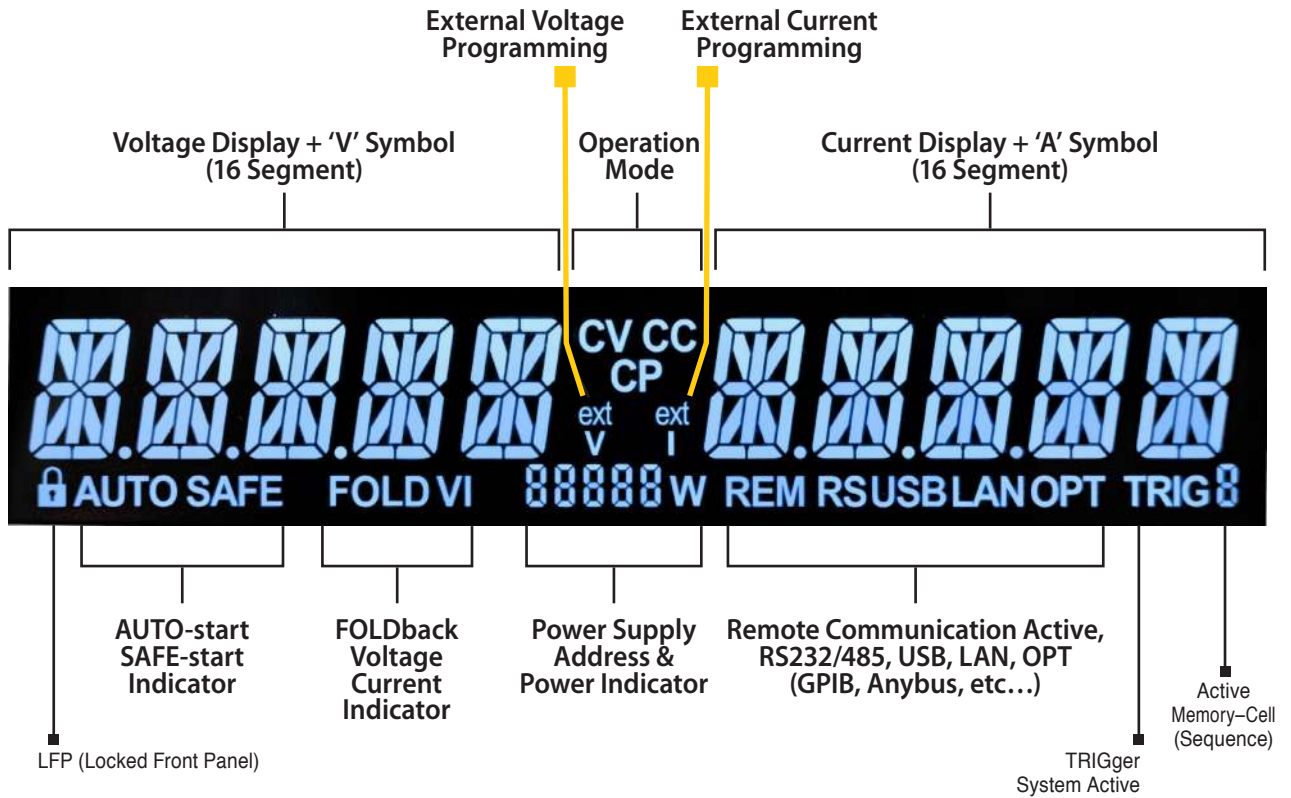 External Voltage
Programming
External Current
Programming
Voltage Display + ‘V’ Symbol
(16 Segment)
Operation
Mode
Current Display + ‘A’ Symbol
(16 Segment)
CV CC
CP
ext
V
ext
I
AUTO SAFE
FOLD VI
88888 W
REM RS USB LAN OPT
TRIG 8
AUTO-start
SAFE-start
Indicator
FOLDback
Voltage
Current
Indicator
Power Supply
Address &
Power Indicator
Remote Communication Active,
RS232/485, USB, LAN, OPT
(GPIB, Anybus, etc…)
Active
Memory–Cell
(Sequence)
LFP (Locked Front Panel)
TRIGger
System Active